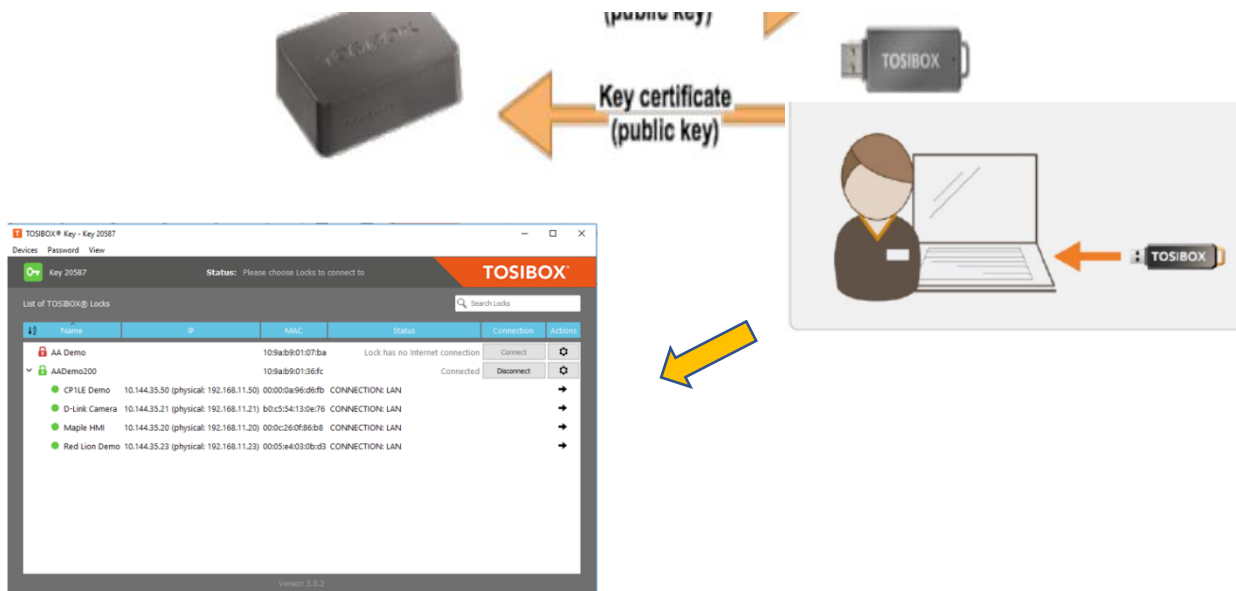 (public key)
TOSIBOX
TOSIBOX
Key certificate
(public key)
TOSIBOX
TOSIBOX® Key - Key 20587
Devices Password View
Key 20587 Status: Please choose Locks to connect to TOSIBOX®
List of TOSIBOX® Locks Search Locks
Name IP MAC Status Connection Actions
AA Demo 10:9a:b9:01:07:ba Lock has no Internet connection Connect
AADemo200 10:9a:b9:01:36:fc Connected Disconnect
CP1LE Demo 10.144.35.50 (physical: 192.168.11.50) 00:00:0a:96:d6:fb CONNECTION: LAN
D-Link Camera 10.144.35.21 (physical: 192.168.11.21) b0:c5:54:13:0e:76 CONNECTION: LAN
Maple HMI 10.144.35.20 (physical: 192.168.11.20) 00:0c:26:0f:86:b8 CONNECTION: LAN
Red Lion Demo 10.144.35.23 (physical: 192.168.11.23) 00:05:e4:03:0b:d3 CONNECTION: LAN
Version 3.0.2